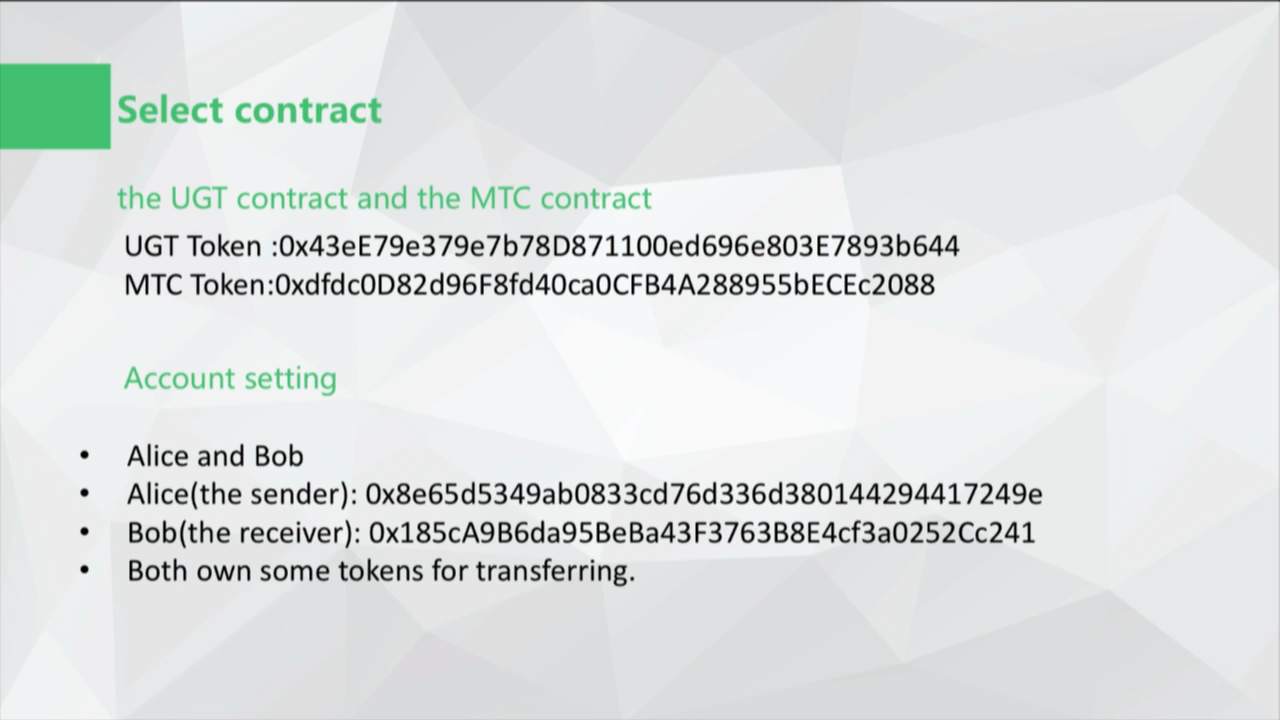 Select contract
the UGT contract and the MTC contract
UGT Token :0x43eE79e379e7b78D871100ed696e803E7893b644
MTC Token:0xdfdc0D82d96F8fd40ca0CFB4A288955bECEc2088
Account setting
• Alice and Bob
• Alice(the sender): 0x8e65d5349ab0833cd76d336d380144294417249e
• Bob(the receiver): 0x185cA9B6da95BeBa43F3763B8E4cf3a0252Cc241
• Both own some tokens for transferring.